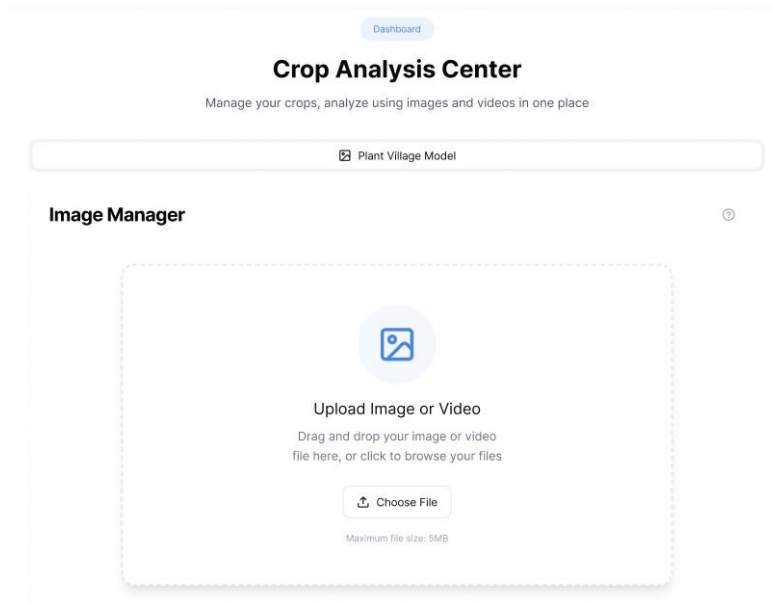 Dashboard
Crop Analysis Center
Manage your crops, analyze using images and videos in one place
Plant Village Model
Image Manager
Upload Image or Video
Drag and drop your image or video
file here, or click to browse your files
Choose File
Maximum file size: 5MB